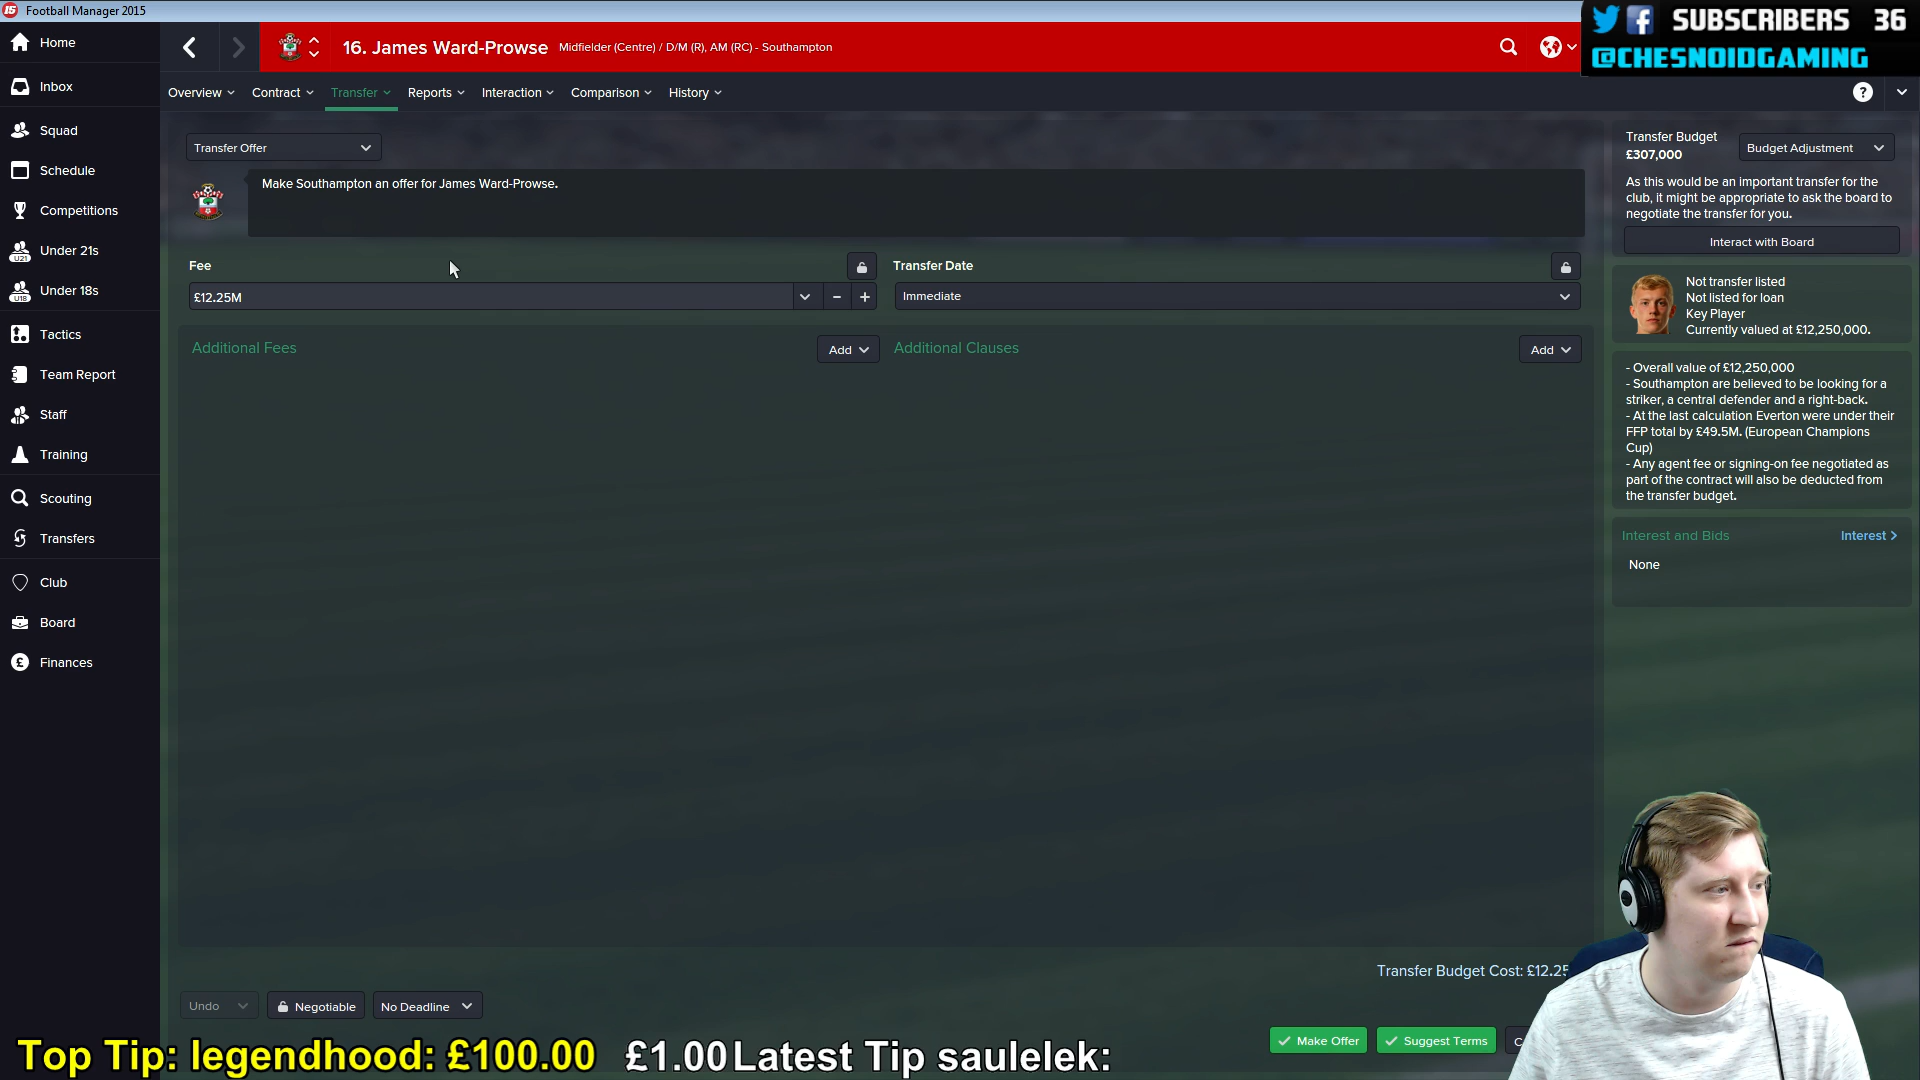 Football Manager 2015
SUBSCRIBERS 36
@CHESNOIDGAMING
Home
Inbox
Squad
Schedule
Competitions
Under 21s
Under 18s
Tactics
Team Report
Staff
Training
Scouting
Transfers
Club
Board
Finances
16. James Ward-Prowse Midfielder (Centre) / D/M (R), AM (RC) - Southampton
Overview Contract Transfer Reports Interaction Comparison History
Transfer Offer
Make Southampton an offer for James Ward-Prowse.
Fee
£12.25M
Transfer Date
Immediate
Additional Fees
Add
Additional Clauses
Add
Transfer Budget
£307,000
Budget Adjustment
As this would be an important transfer for the
club, it might be appropriate to ask the board to
negotiate the transfer for you.
Interact with Board
Not transfer listed
Not listed for loan
Key Player
Currently valued at £12,250,000.
- Overall value of £12,250,000
- Southampton are believed to be looking for a
striker, a central defender and a right-back.
- At the last calculation Everton were under their
FFP total by £49.5M. (European Champions
Cup)
- Any agent fee or signing-on fee negotiated as
part of the contract will also be deducted from
the transfer budget.
Interest and Bids
Interest
None
Transfer Budget Cost: £12.25
Undo
Negotiable
No Deadline
Make Offer
Suggest Terms
Top Tip: legendhood: £100.00 £1.00 Latest Tip saulelek: